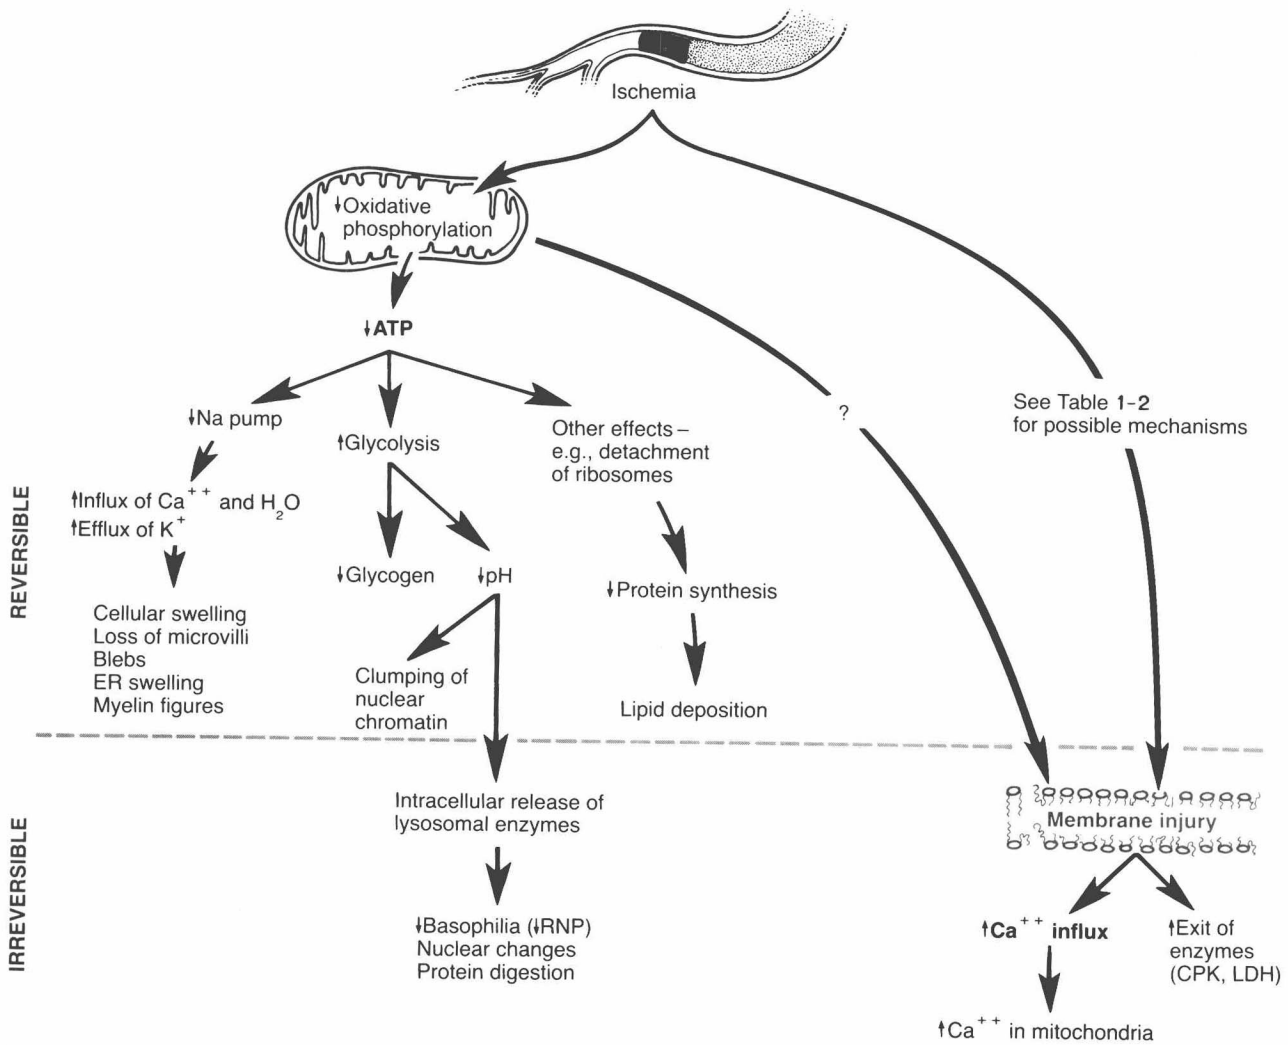 Ischemia
↓Oxidative
phosphorylation
↓ATP
↓Na pump
↑Glycolysis
Other effects –
e.g., detachment
of ribosomes
?
See Table 1-2
for possible mechanisms
REVERSIBLE
↑Influx of Ca++ and H2O
↑Efflux of K+
↓Glycogen
↓pH
↓Protein synthesis
Cellular swelling
Loss of microvilli
Blebs
ER swelling
Myelin figures
Clumping of
nuclear
chromatin
Lipid deposition
IRREVERSIBLE
Intracellular release of
lysosomal enzymes
Membrane injury
↓Basophilia (↓RNP)
Nuclear changes
Protein digestion
↑Ca++ influx
↑Exit of
enzymes
(CPK, LDH)
↑Ca++ in mitochondria